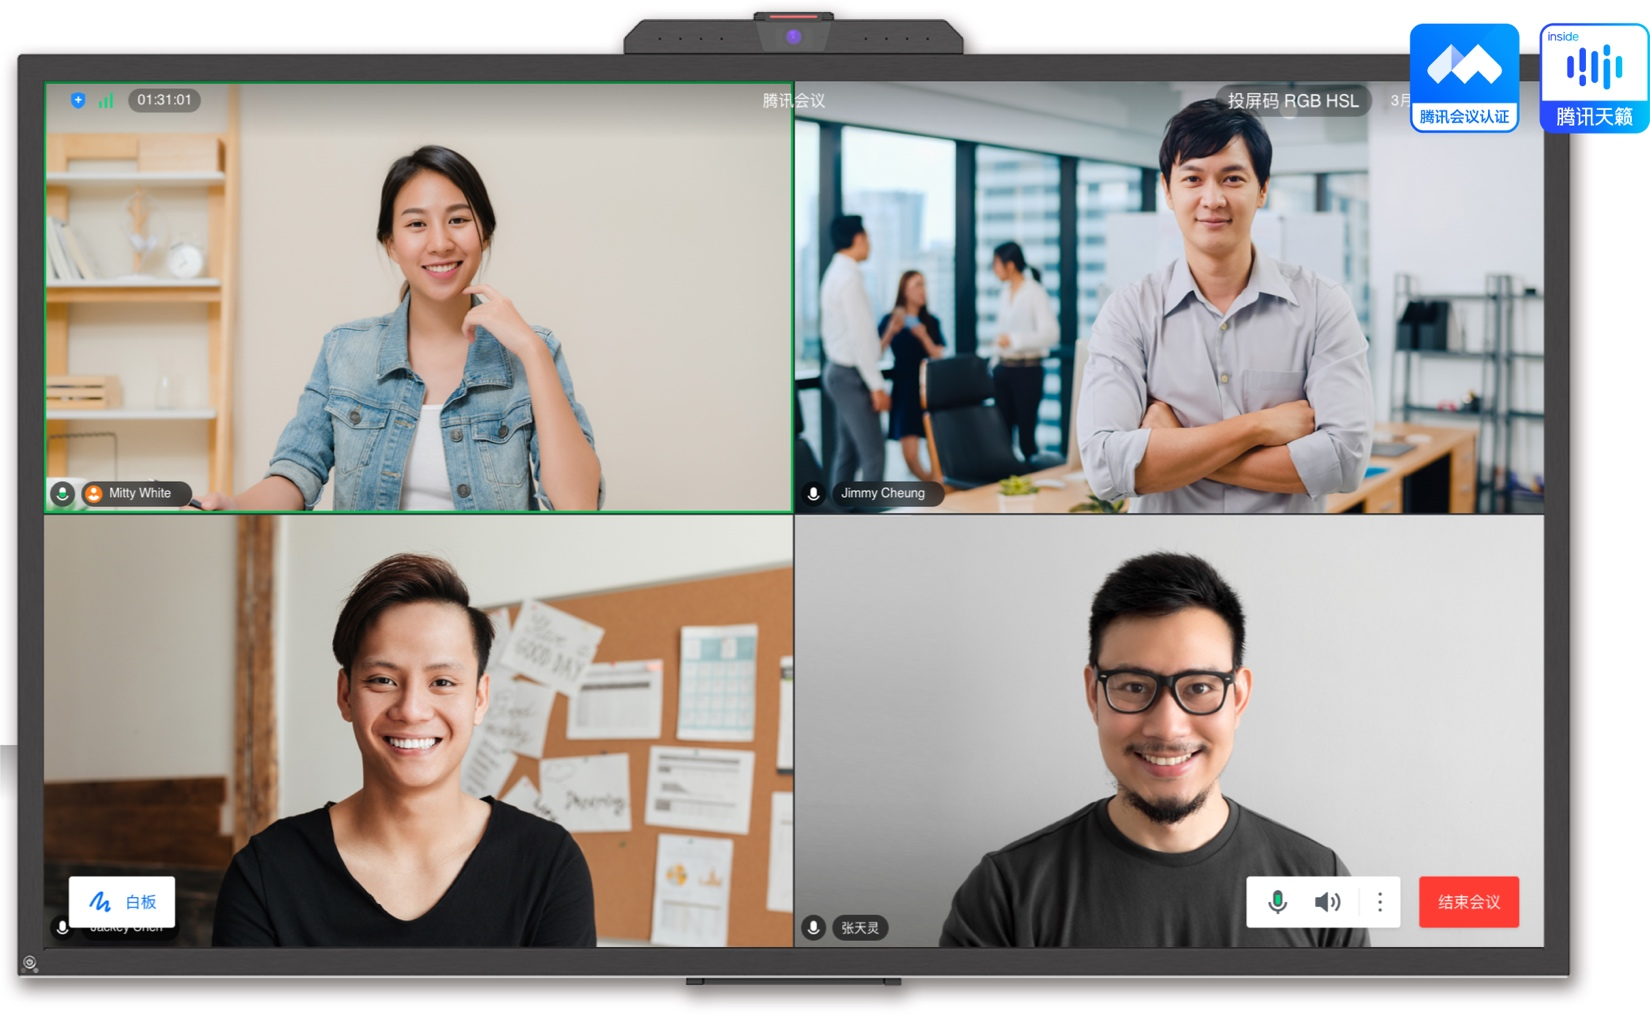 inside
01:31:01
腾讯会议
投屏码 RGB HSL
3月
腾讯会议认证
腾讯天籁
Mitty White
Jimmy Cheung
GOOD DAY
白板
张天灵
结束会议